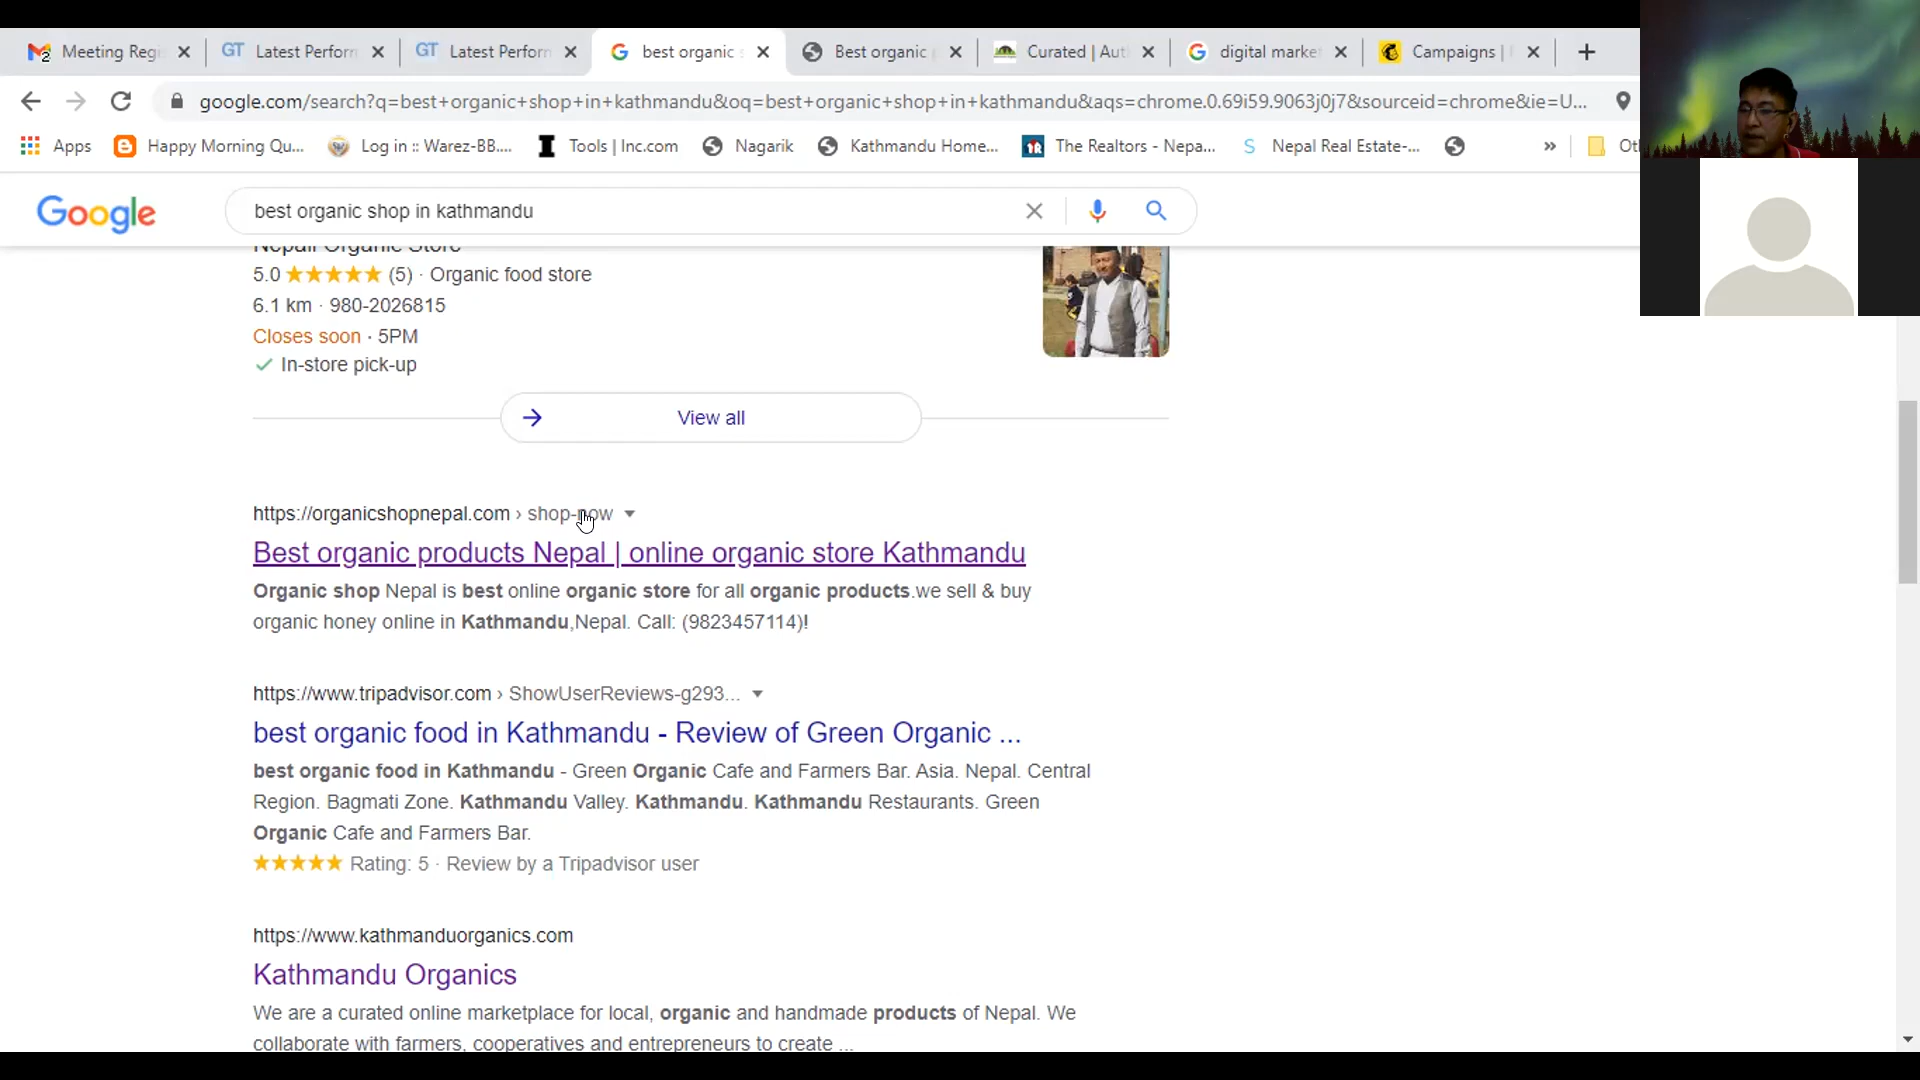 Meeting Regi
GT Latest Perform
GT Latest Perform
best organic s
Best organic p
Curated | Aut
digital market
Campaigns |
google.com/search?q=best+organic+shop+in+kathmandu&oq=best+organic+shop+in+kathmandu&aqs=chrome.0.69i59.9063j0j7&sourceid=chrome&ie=U...
Apps
Happy Morning Qu...
Log in :: Warez-BB....
Tools | Inc.com
Nagarik
Kathmandu Home...
The Realtors - Nepa...
Nepal Real Estate-...
»
Google
best organic shop in kathmandu
Nepali Organic Store
5.0 ★★★★★ (5) · Organic food store
6.1 km · 980-2026815
Closes soon · 5PM
✓ In-store pick-up
→ View all
https://organicshopnepal.com › shop-now
Best organic products Nepal | online organic store Kathmandu
Organic shop Nepal is best online organic store for all organic products.we sell & buy
organic honey online in Kathmandu,Nepal. Call: (9823457114)!
https://www.tripadvisor.com › ShowUserReviews-g293...
best organic food in Kathmandu - Review of Green Organic ...
best organic food in Kathmandu - Green Organic Cafe and Farmers Bar. Asia. Nepal. Central
Region. Bagmati Zone. Kathmandu Valley. Kathmandu. Kathmandu Restaurants. Green
Organic Cafe and Farmers Bar.
★★★★★ Rating: 5 · Review by a Tripadvisor user
https://www.kathmanduorganics.com
Kathmandu Organics
We are a curated online marketplace for local, organic and handmade products of Nepal. We
collaborate with farmers, cooperatives and entrepreneurs to create ...